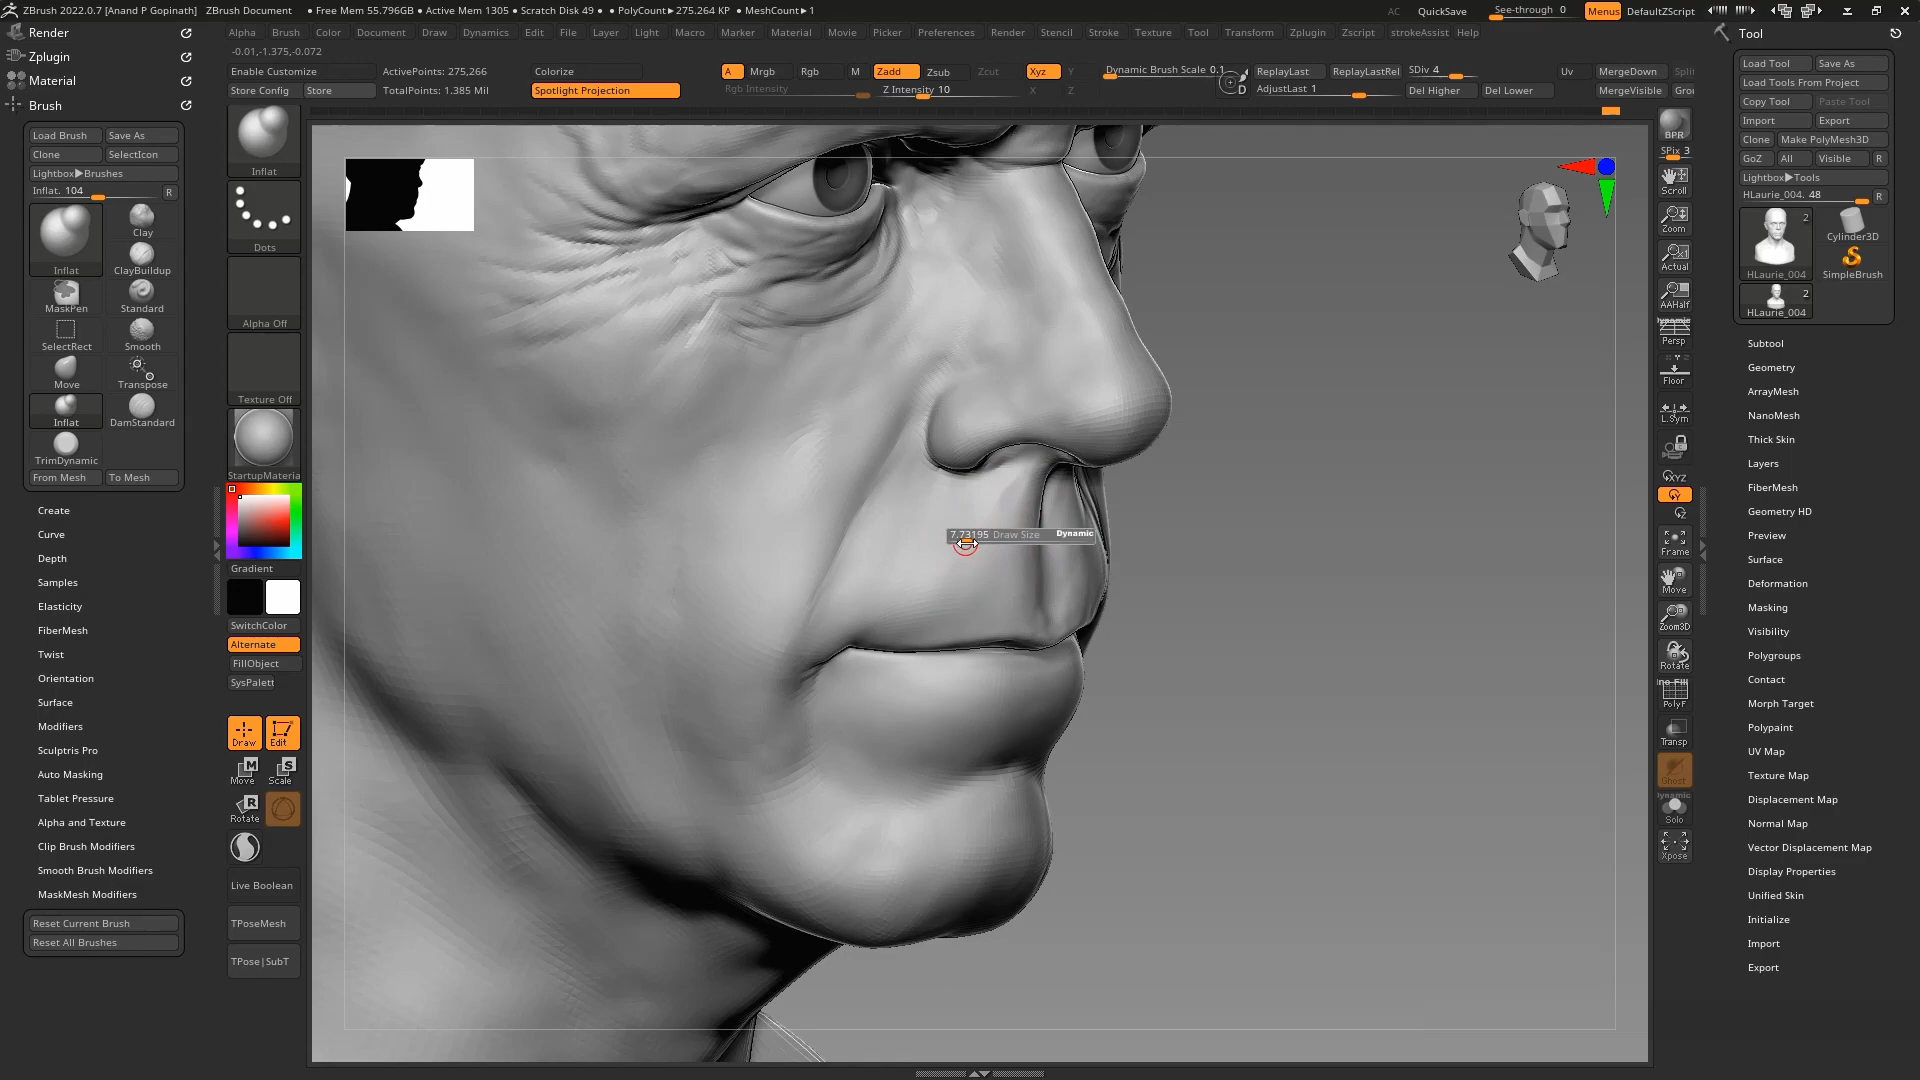 ZBrush 2022.0.7 [Anand P Gopinath] ZBrush Document • Free Mem 55.796GB • Active Mem 1305 • Scratch Disk 49 • PolyCount►275.264 KP • MeshCount►1 AC QuickSave See-through 0 Menus DefaultZScript
Render Alpha Brush Color Document Draw Dynamics Edit File Layer Light Macro Marker Material Movie Picker Preferences Render Stencil Stroke Texture Tool Transform Zplugin Zscript strokeAssist Help Tool
Zplugin
Material
Brush
-0.01,-1.375,-0.072
Enable Customize ActivePoints: 275,266 Colorize A Mrgb Rgb M Zadd Zsub Zcut Xyz Y Dynamic Brush Scale 0.1 D ReplayLast ReplayLastRel SDiv 4 Uv MergeDown Split
Store Config Store TotalPoints: 1.385 Mil Spotlight Projection Rgb Intensity Z Intensity 10 X Z AdjustLast 1 Del Higher Del Lower MergeVisible Gro
Load Brush Save As
Clone SelectIcon
Lightbox►Brushes
Inflat. 104 R
Inflat
Clay
ClayBuildup
MaskPen Standard
SelectRect Smooth
Move Transpose
Inflat DamStandard
TrimDynamic
From Mesh To Mesh
Create
Curve
Depth
Samples
Elasticity
FiberMesh
Twist
Orientation
Surface
Modifiers
Sculptris Pro
Auto Masking
Tablet Pressure
Alpha and Texture
Clip Brush Modifiers
Smooth Brush Modifiers
MaskMesh Modifiers
Reset Current Brush
Reset All Brushes
Inflat
Dots
Alpha Off
Texture Off
StartupMateria
Gradient
SwitchColor
Alternate
FillObject
SysPalett
Draw Edit
M S
Move Scale
R
Rotate
Live Boolean
TPoseMesh
TPose|SubT
7.73195 Draw Size Dynamic
BPR
SPix 3
Scroll
Zoom
Actual
AAHalf
Dynamic
Persp
Floor
L.Sym
XYZ
Y
Z
Frame
Move
Zoom3D
Rotate
PolyF
Transp
Ghost
Dynamic
Solo
Xpose
Load Tool Save As
Load Tools From Project
Copy Tool Paste Tool
Import Export
Clone Make PolyMesh3D
GoZ All Visible R
Lightbox►Tools
HLaurie_004. 48 R
2
HLaurie_004
Cylinder3D
SimpleBrush
2
HLaurie_004
Subtool
Geometry
ArrayMesh
NanoMesh
Thick Skin
Layers
FiberMesh
Geometry HD
Preview
Surface
Deformation
Masking
Visibility
Polygroups
Contact
Morph Target
Polypaint
UV Map
Texture Map
Displacement Map
Normal Map
Vector Displacement Map
Display Properties
Unified Skin
Initialize
Import
Export